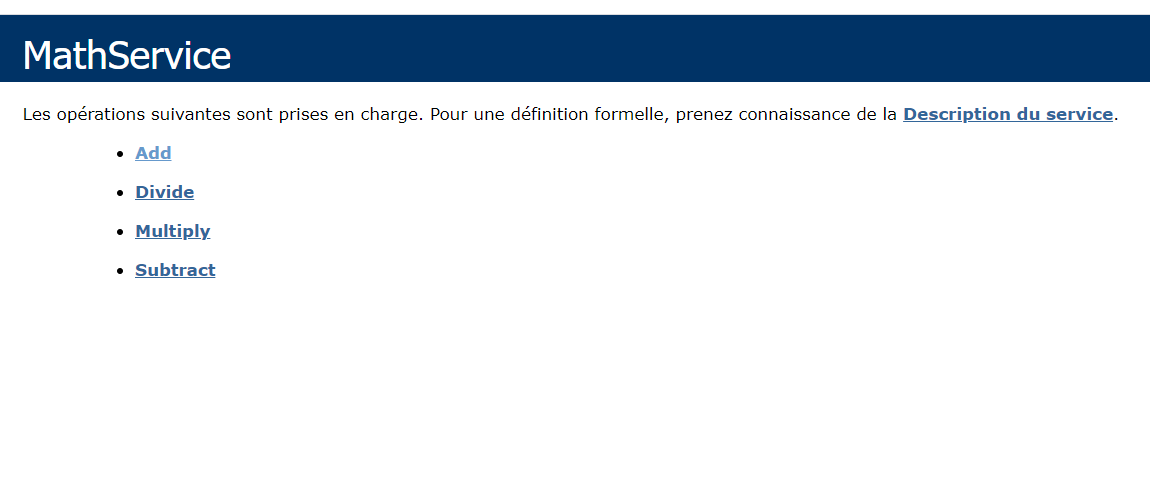 MathService
Les opérations suivantes sont prises en charge. Pour une définition formelle, prenez connaissance de la Description du service.
Add
Divide
Multiply
Subtract